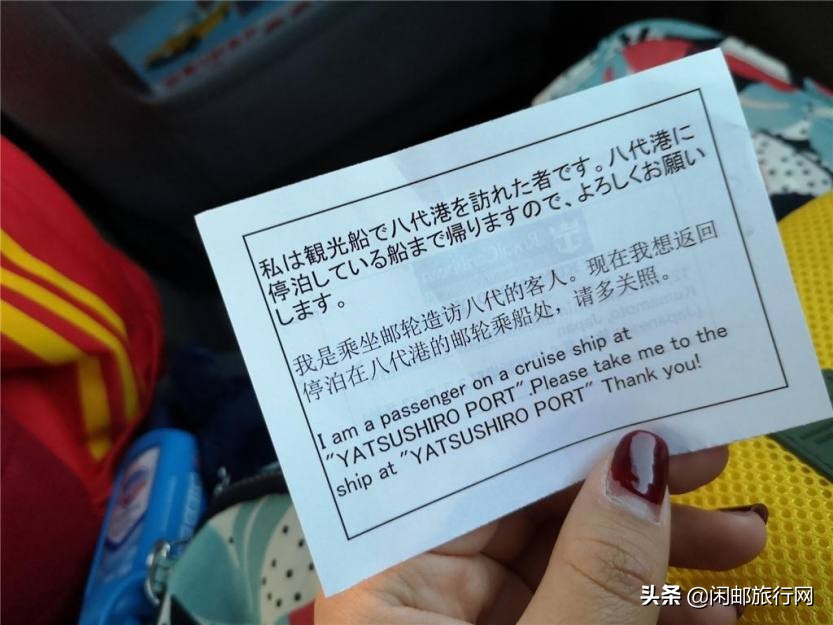 私は観光船で八代港を訪れた者です。八代港に
停泊している船まで帰りますので、よろしくお願い
します。
我是乘坐邮轮造访八代的客人。现在我想返回
停泊在八代港的邮轮乘船处，请多关照。
I am a passenger on a cruise ship at
"YATSUSHIRO PORT".Please take me to the
ship at "YATSUSHIRO PORT" Thank you!
头条 @闲邮旅行网